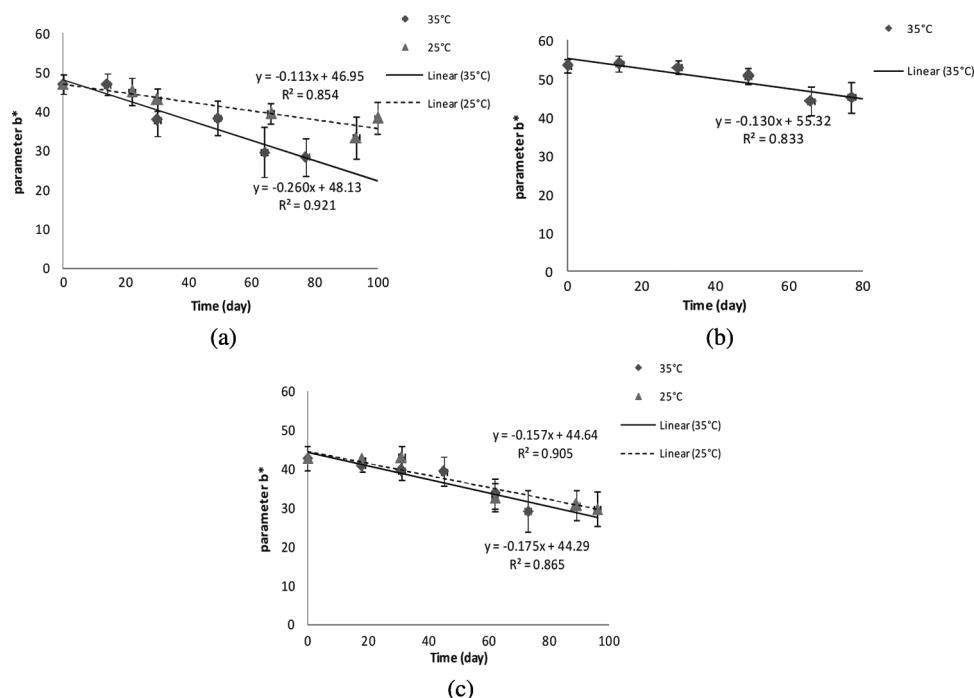 35°C
25°C
Linear (35°C)
Linear (25°C)
y = -0.113x + 46.95
R² = 0.854
y = -0.260x + 48.13
R² = 0.921
parameter b*
60
50
40
30
20
10
0
0 20 40 60 80 100
Time (day)
(a)
35°C
Linear (35°C)
y = -0.130x + 55.32
R² = 0.833
parameter b*
60
50
40
30
20
10
0
0 20 40 60 80
Time (day)
(b)
35°C
25°C
Linear (35°C)
Linear (25°C)
y = -0.157x + 44.64
R² = 0.905
y = -0.175x + 44.29
R² = 0.865
parameter b*
60
50
40
30
20
10
0
0 20 40 60 80 100
Time (day)
(c)